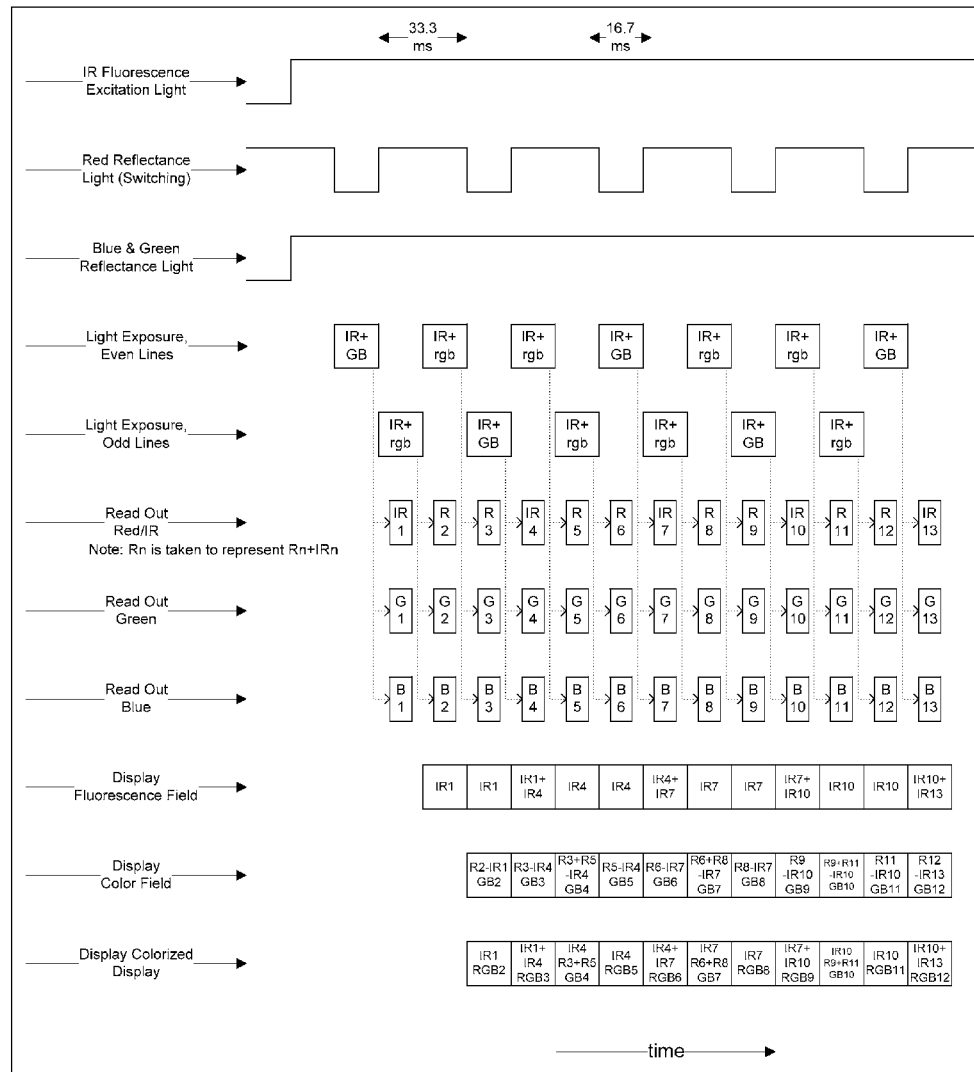 33.3 ms
16.7 ms
IR Fluorescence
Excitation Light
Red Reflectance
Light (Switching)
Blue & Green
Reflectance Light
Light Exposure,
Even Lines
IR+ GB
IR+ rgb
IR+ rgb
IR+ GB
IR+ rgb
IR+ rgb
IR+ GB
Light Exposure,
Odd Lines
IR+ rgb
IR+ GB
IR+ rgb
IR+ rgb
IR+ GB
IR+ rgb
Read Out
Red/IR
Note: Rn is taken to represent Rn+IRn
IR 1
R 2
R 3
IR 4
R 5
R 6
IR 7
R 8
R 9
IR 10
R 11
R 12
IR 13
Read Out
Green
G 1
G 2
G 3
G 4
G 5
G 6
G 7
G 8
G 9
G 10
G 11
G 12
G 13
Read Out
Blue
B 1
B 2
B 3
B 4
B 5
B 6
B 7
B 8
B 9
B 10
B 11
B 12
B 13
Display
Fluorescence Field
IR1
IR1
IR1+ IR4
IR4
IR4
IR4+ IR7
IR7
IR7
IR7+ IR10
IR10
IR10
IR10+ IR13
Display
Color Field
R2-IR1 GB2
R3-IR4 GB3
R3+R5 -IR4 GB4
R5-IR4 GB5
R6-IR7 GB6
R6+R8 -IR7 GB7
R8-IR7 GB8
R9 -IR10 GB9
R9+R11 -IR10 GB10
R11 -IR10 GB11
R12 -IR13 GB12
Display Colorized
Display
IR1 RGB2
IR1+ IR4 RGB3
IR4 R3+R5 GB4
IR4 RGB5
IR4+ IR7 RGB6
IR7 R6+R8 GB7
IR7 RGB8
IR7+ IR10 RGB9
IR10 R9+R11 GB10
IR10 RGB11
IR10+ IR13 RGB12
time